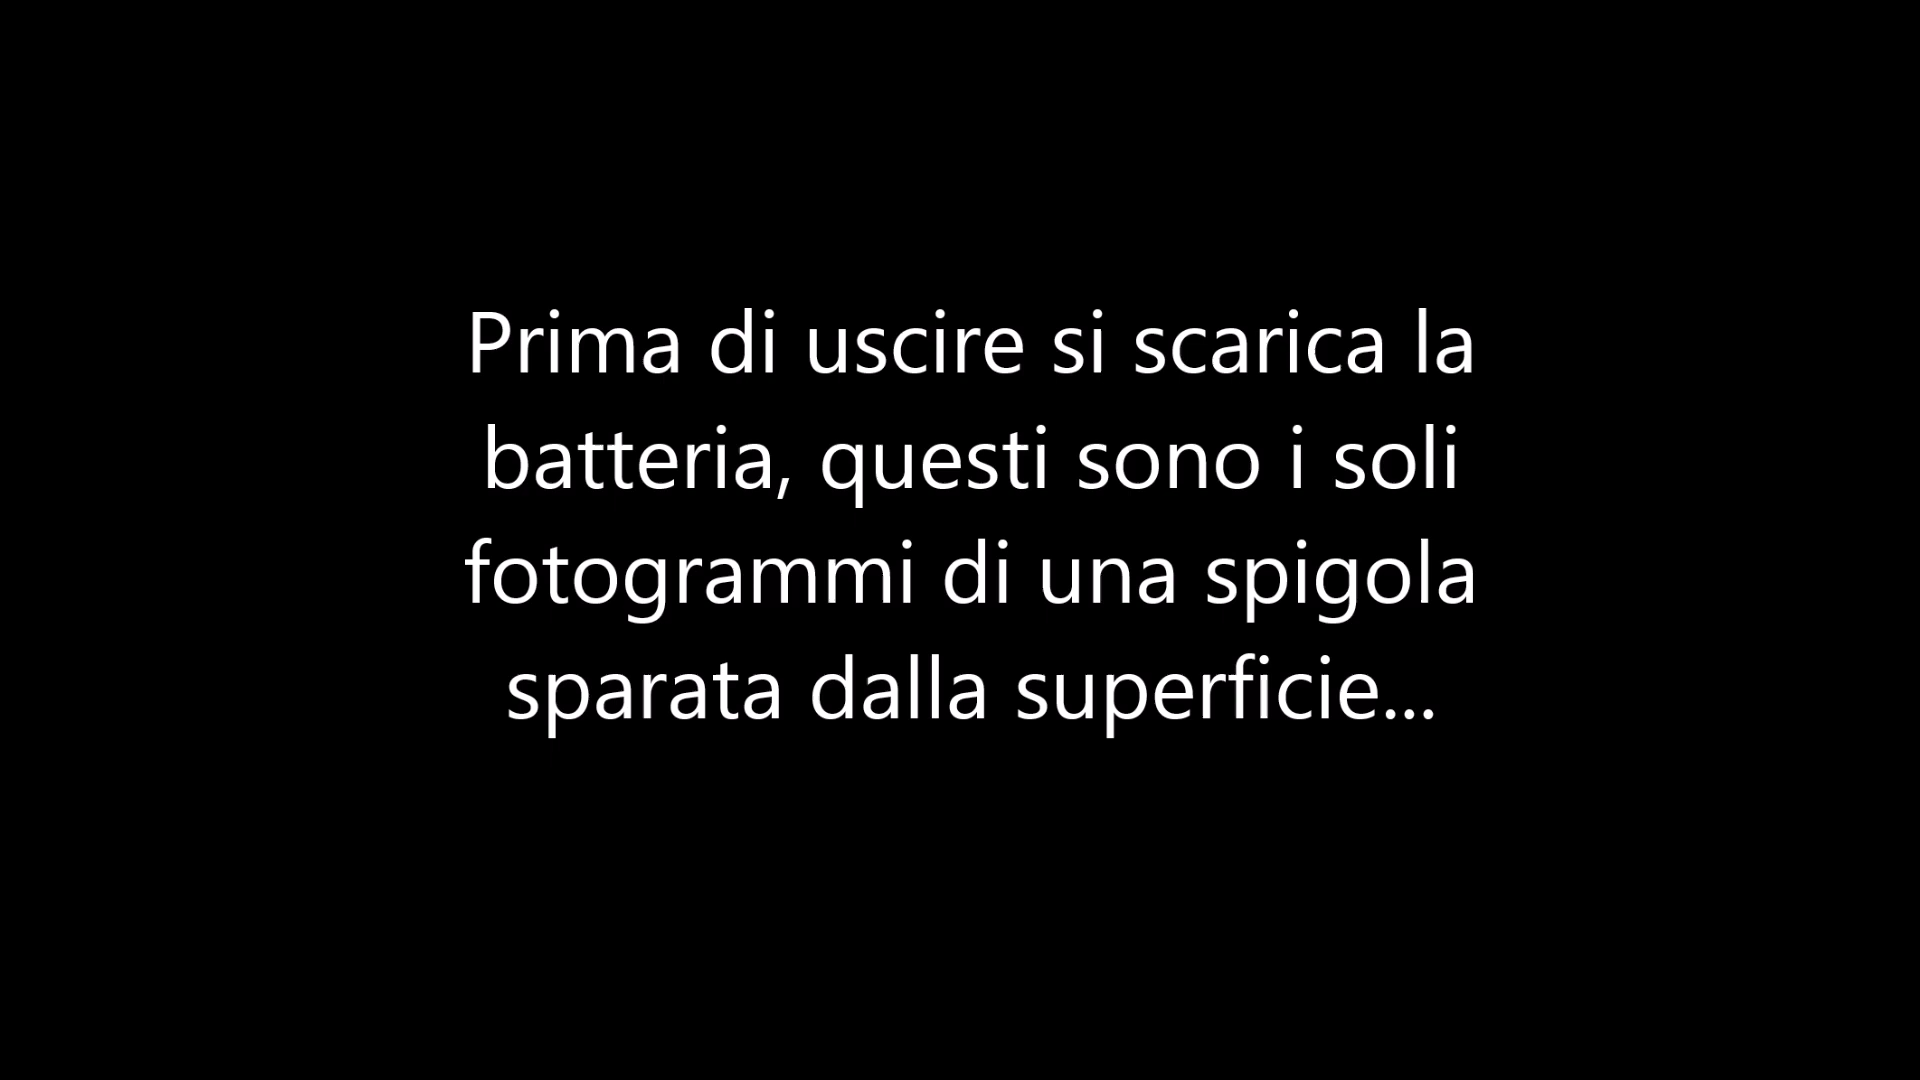 Prima di uscire si scarica la
batteria, questi sono i soli
fotogrammi di una spigola
sparata dalla superficie...